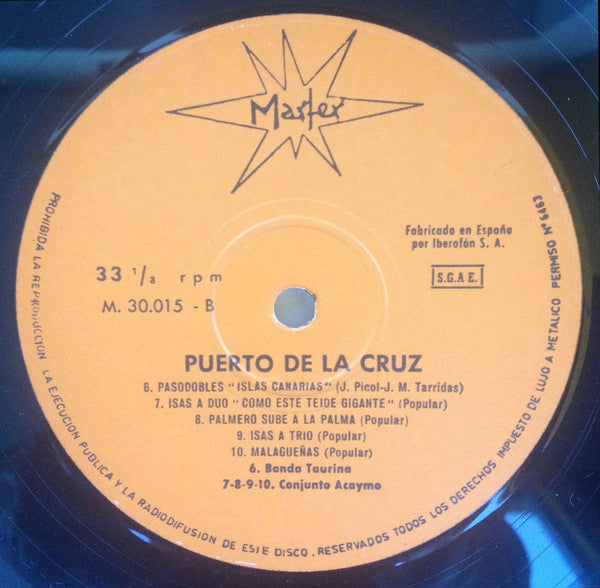 Marfer
Fabricado en España
por Iberofón S. A.
33 1/3 rpm
S.G.A E.
M. 30.015 - B
PUERTO DE LA CRUZ
6. PASODOBLES "ISLAS CANARIAS" (J. Picol-J. M. Tarridas)
7. ISAS A DUO "COMO ESTE TEIDE GIGANTE" (Popular)
8. PALMERO SUBE A LA PALMA (Popular)
9. ISAS A TRIO (Popular)
10. MALAGUEÑAS (Popular)
6. Banda Taurina
7-8-9-10. Conjunto Acaymo
PROHIBIDA LA REPRODUCCION LA EJECUCION PUBLICA Y LA RADIODIFUSION DE ESTE DISCO. RESERVADOS TODOS LOS DERECHOS IMPUESTO DE LUJO A METALICO PERMISO Nº 6463